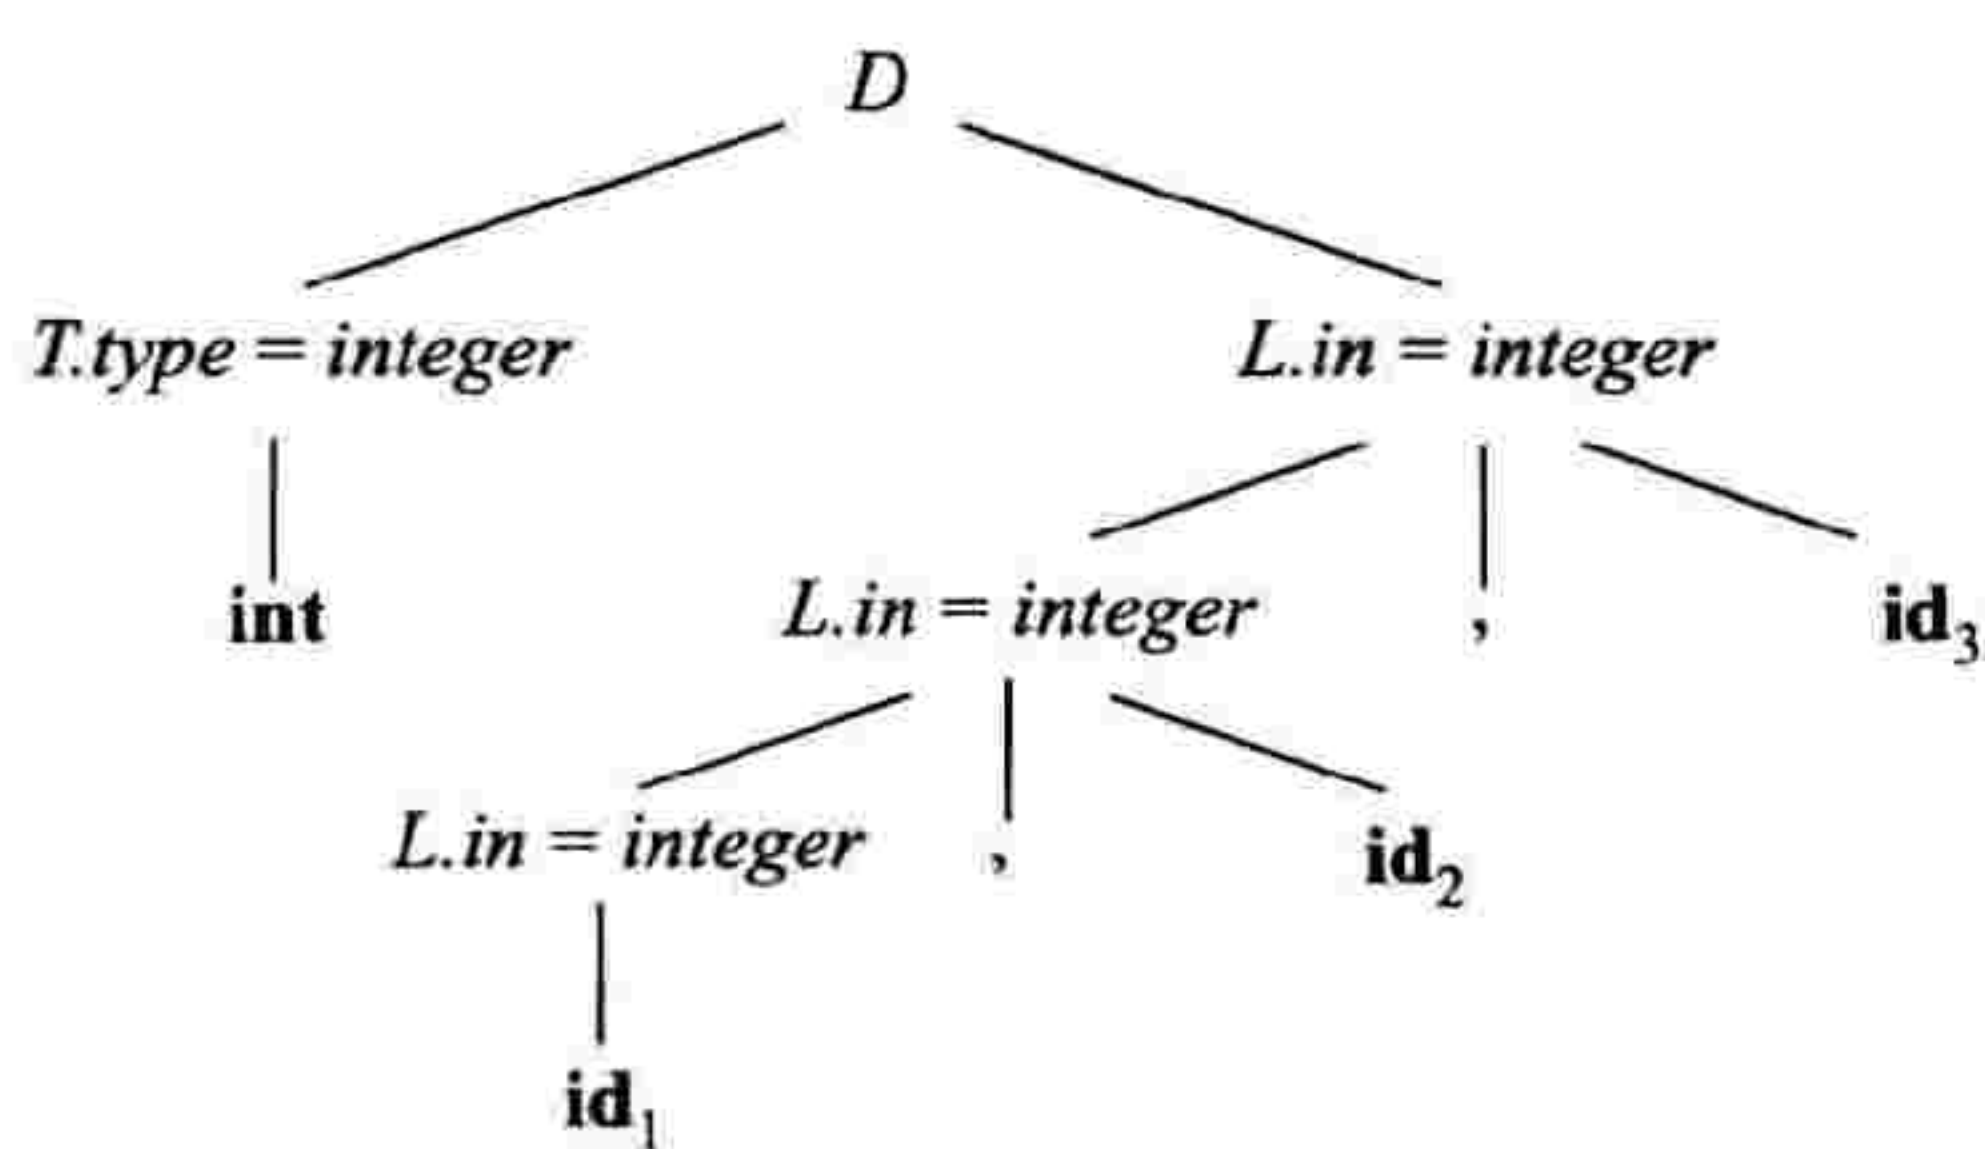 D
T.type = integer L.in = integer
int L.in = integer , id₃
L.in = integer , id₂
id₁